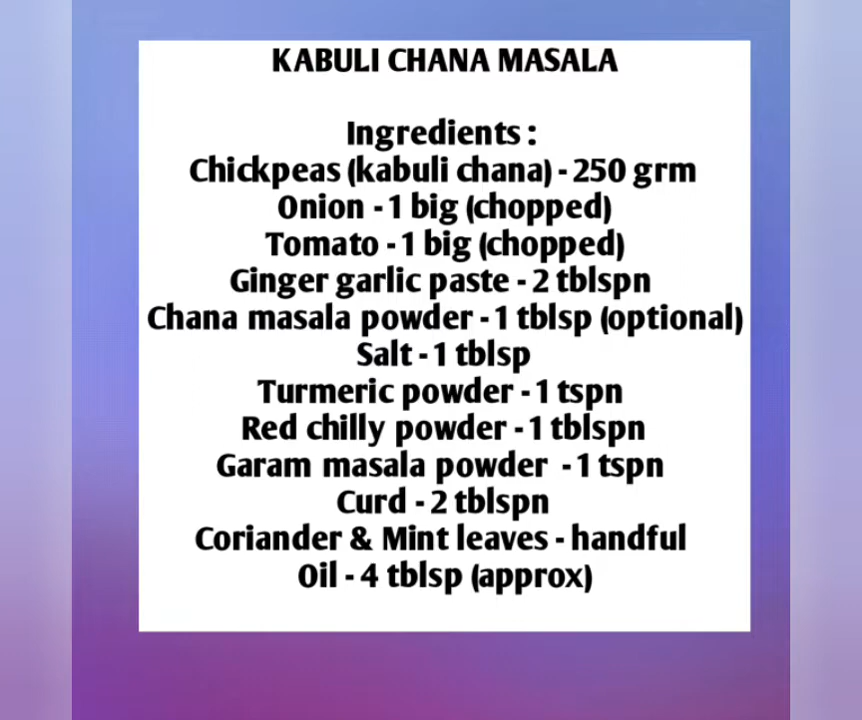 KABULI CHANA MASALA
Ingredients :
Chickpeas (kabuli chana) - 250 grm
Onion - 1 big (chopped)
Tomato - 1 big (chopped)
Ginger garlic paste - 2 tblspn
Chana masala powder - 1 tblsp (optional)
Salt - 1 tblsp
Turmeric powder - 1 tspn
Red chilly powder - 1 tblspn
Garam masala powder - 1 tspn
Curd - 2 tblspn
Coriander & Mint leaves - handful
Oil - 4 tblsp (approx)